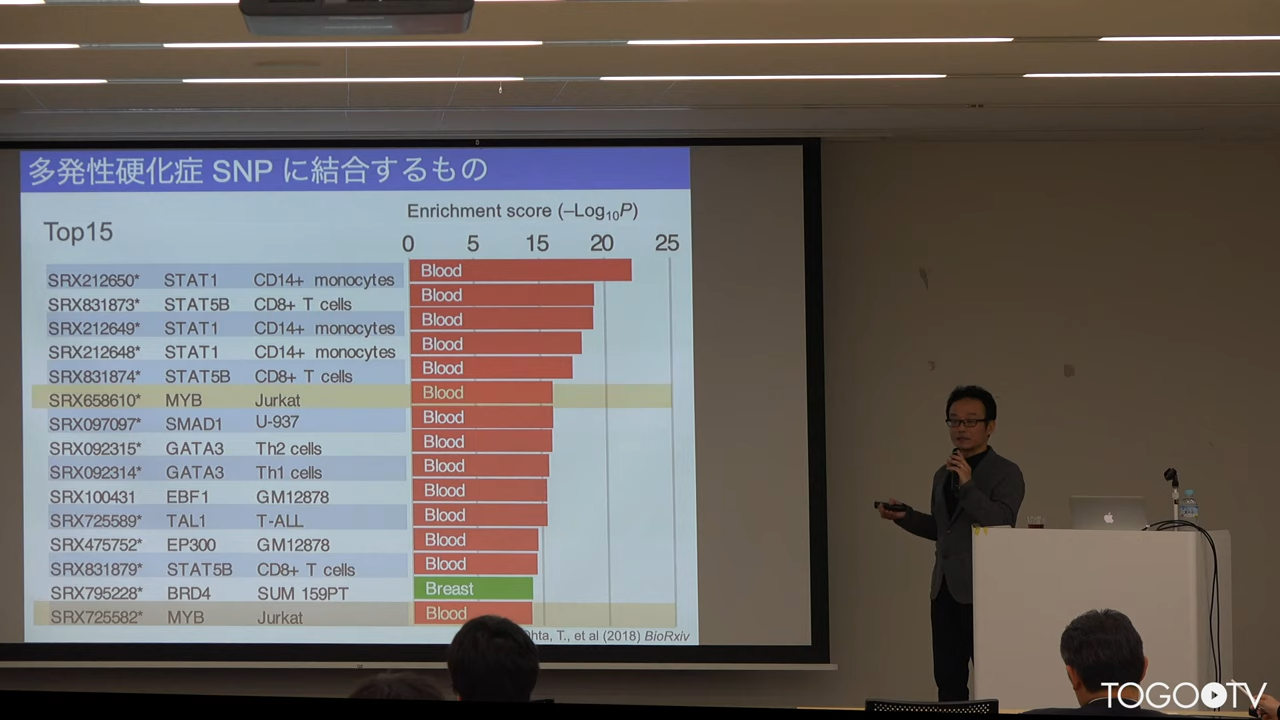 多発性硬化症 SNP に結合するもの
Enrichment score (–Log10P)
Top15
0 5 15 20 25
SRX212650* STAT1 CD14+ monocytes Blood
SRX831873* STAT5B CD8+ T cells Blood
SRX212649* STAT1 CD14+ monocytes Blood
SRX212648* STAT1 CD14+ monocytes Blood
SRX831874* STAT5B CD8+ T cells Blood
SRX658610* MYB Jurkat Blood
SRX097097* SMAD1 U-937 Blood
SRX092315* GATA3 Th2 cells Blood
SRX092314* GATA3 Th1 cells Blood
SRX100431 EBF1 GM12878 Blood
SRX725589* TAL1 T-ALL Blood
SRX475752* EP300 GM12878 Blood
SRX831879* STAT5B CD8+ T cells Blood
SRX795228* BRD4 SUM 159PT Breast
SRX725582* MYB Jurkat Blood
T., et al (2018) BioRxiv
TOGO TV